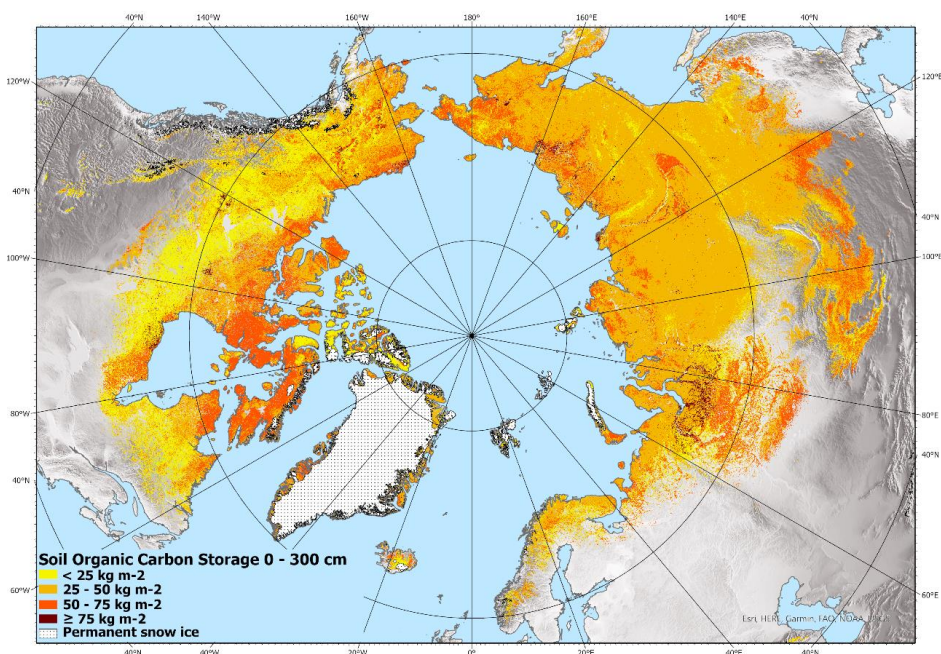 40°N 140°W 160°W 180° 160°E 140°E 40°N
120°W 120°E
40°N 40°N
100°W 100°E
80°W 80°E
40°N 40°N
60°W 60°E
Soil Organic Carbon Storage 0 - 300 cm
< 25 kg m-2
25 - 50 kg m-2
50 - 75 kg m-2
≥ 75 kg m-2
Permanent snow ice
Esri, HERE, Garmin, FAO, NOAA,
40°N 40°W 20°W 0° 20°E 40°E 40°N